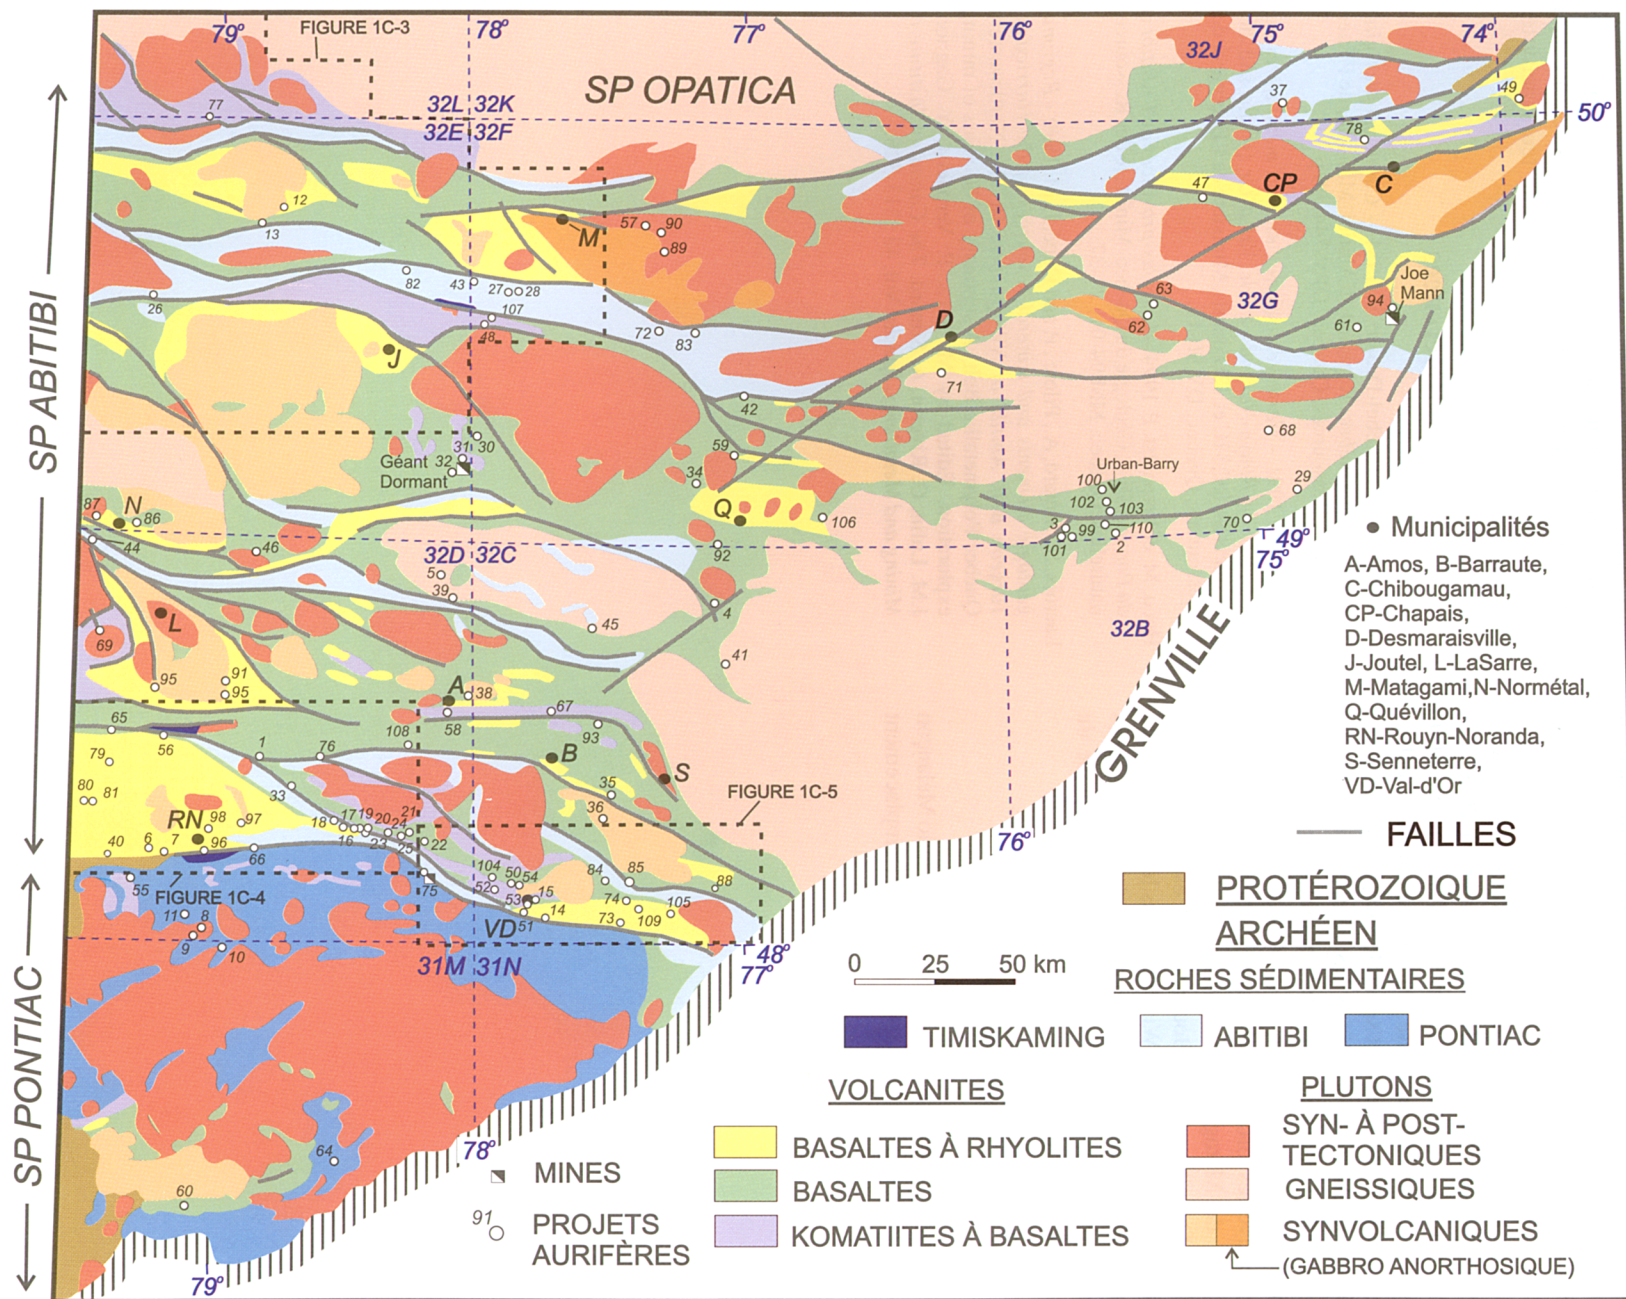 79° FIGURE 1C-3 78° 77° 76° 75° 74°
32J
SP OPATICA
37
49
32L 32K
77
50°
32E 32F
78
C
47
CP
12
13
M
57
90
89
82
43
27
28
26
107
48
72
83
63
62
32G
Joe
Mann
94
61
D
J
71
42
SP ABITIBI
31
30
Géant
Dormant
32
59
34
68
Urban-Barry
100
102
103
29
87
N
86
Q
106
3
110
70
44
46
92
101
99
2
49°
75°
32D 32C
5
39
4
45
32B
L
69
41
95
91
95
A
38
58
67
93
65
56
108
1
76
79
B
S
80
81
33
35
36
FIGURE 1C-5
RN
98
97
18
17
19
20
24
21
16
23
25
22
76°
40
6
7
96
66
55
FIGURE 1C-4
75
104
50
54
52
53
15
14
51
VD
84
85
88
74
73
109
105
11
8
9
10
48°
77°
31M 31N
SP PONTIAC
64
60
78°
79°
GRENVILLE
Municipalités
A-Amos, B-Barraute,
C-Chibougamau,
CP-Chapais,
D-Desmaraisville,
J-Joutel, L-LaSarre,
M-Matagami,N-Normétal,
Q-Quévillon,
RN-Rouyn-Noranda,
S-Senneterre,
VD-Val-d'Or
FAILLES
PROTÉROZOIQUE
ARCHÉEN
0 25 50 km
ROCHES SÉDIMENTAIRES
TIMISKAMING ABITIBI PONTIAC
VOLCANITES
BASALTES À RHYOLITES
BASALTES
KOMATIITES À BASALTES
PLUTONS
SYN- À POST-
TECTONIQUES
GNEISSIQUES
SYNVOLCANIQUES
(GABBRO ANORTHOSIQUE)
MINES
91
PROJETS
AURIFÈRES